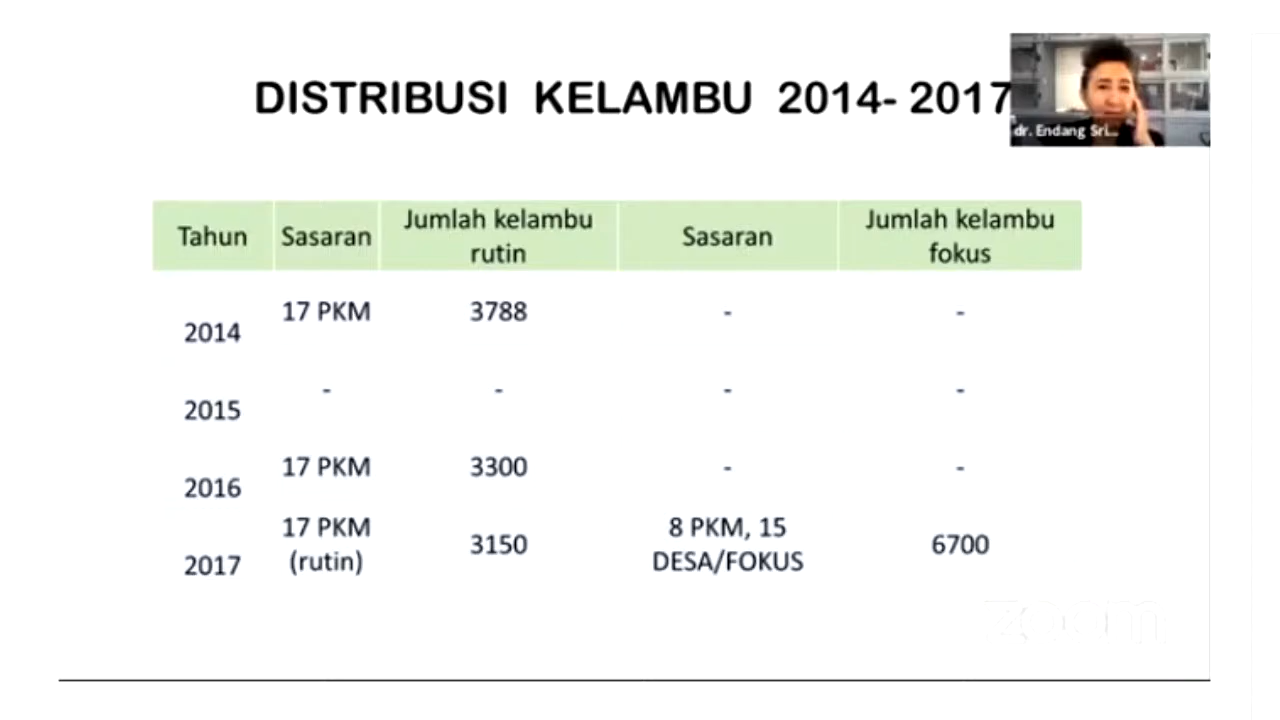 DISTRIBUSI KELAMBU 2014- 2017
dr. Endang Sri...
Tahun Sasaran Jumlah kelambu rutin Sasaran Jumlah kelambu fokus
2014 17 PKM 3788 - -
2015 - - - -
2016 17 PKM 3300 - -
2017 17 PKM (rutin) 3150 8 PKM, 15 DESA/FOKUS 6700
zoom